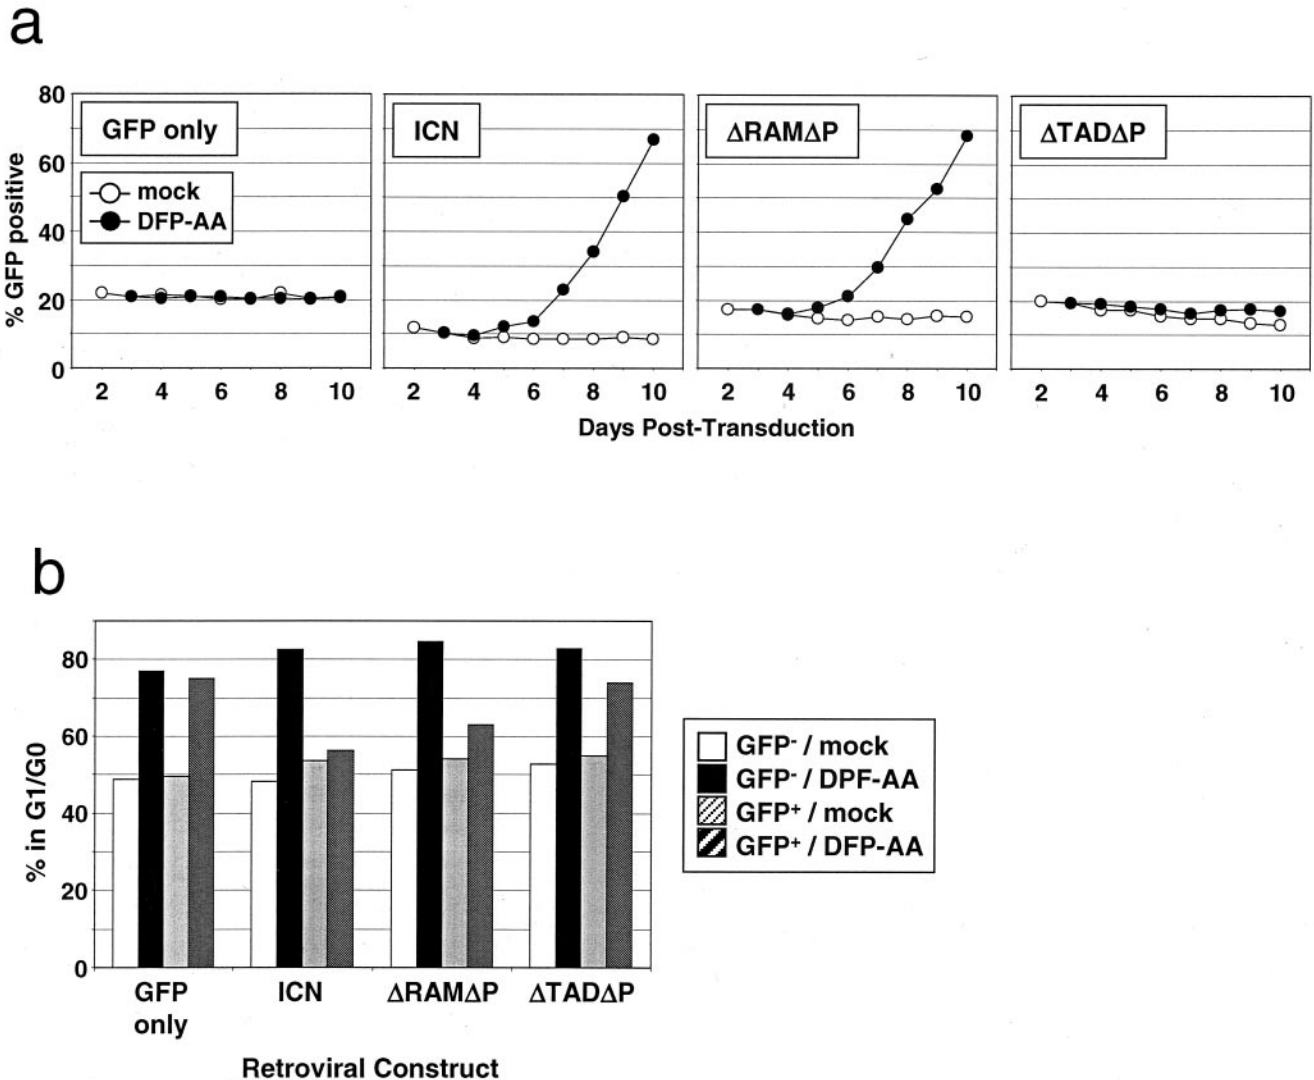 a
80
60
40
20
0
% GFP positive
GFP only
mock
DFP-AA
ICN
ΔRAMΔP
ΔTADΔP
2 4 6 8 10
2 4 6 8 10
2 4 6 8 10
2 4 6 8 10
Days Post-Transduction
b
80
60
40
20
0
% in G1/G0
GFP only
ICN
ΔRAMΔP
ΔTADΔP
Retroviral Construct
GFP- / mock
GFP- / DPF-AA
GFP+ / mock
GFP+ / DFP-AA